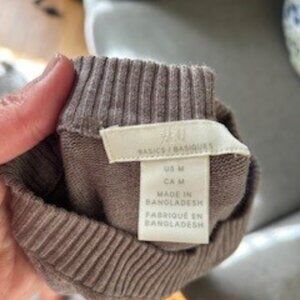 BASICS / BASIQUES
US M
CA M
MADE IN
BANGLADESH
FABRIQUÉ EN
BANGLADESH